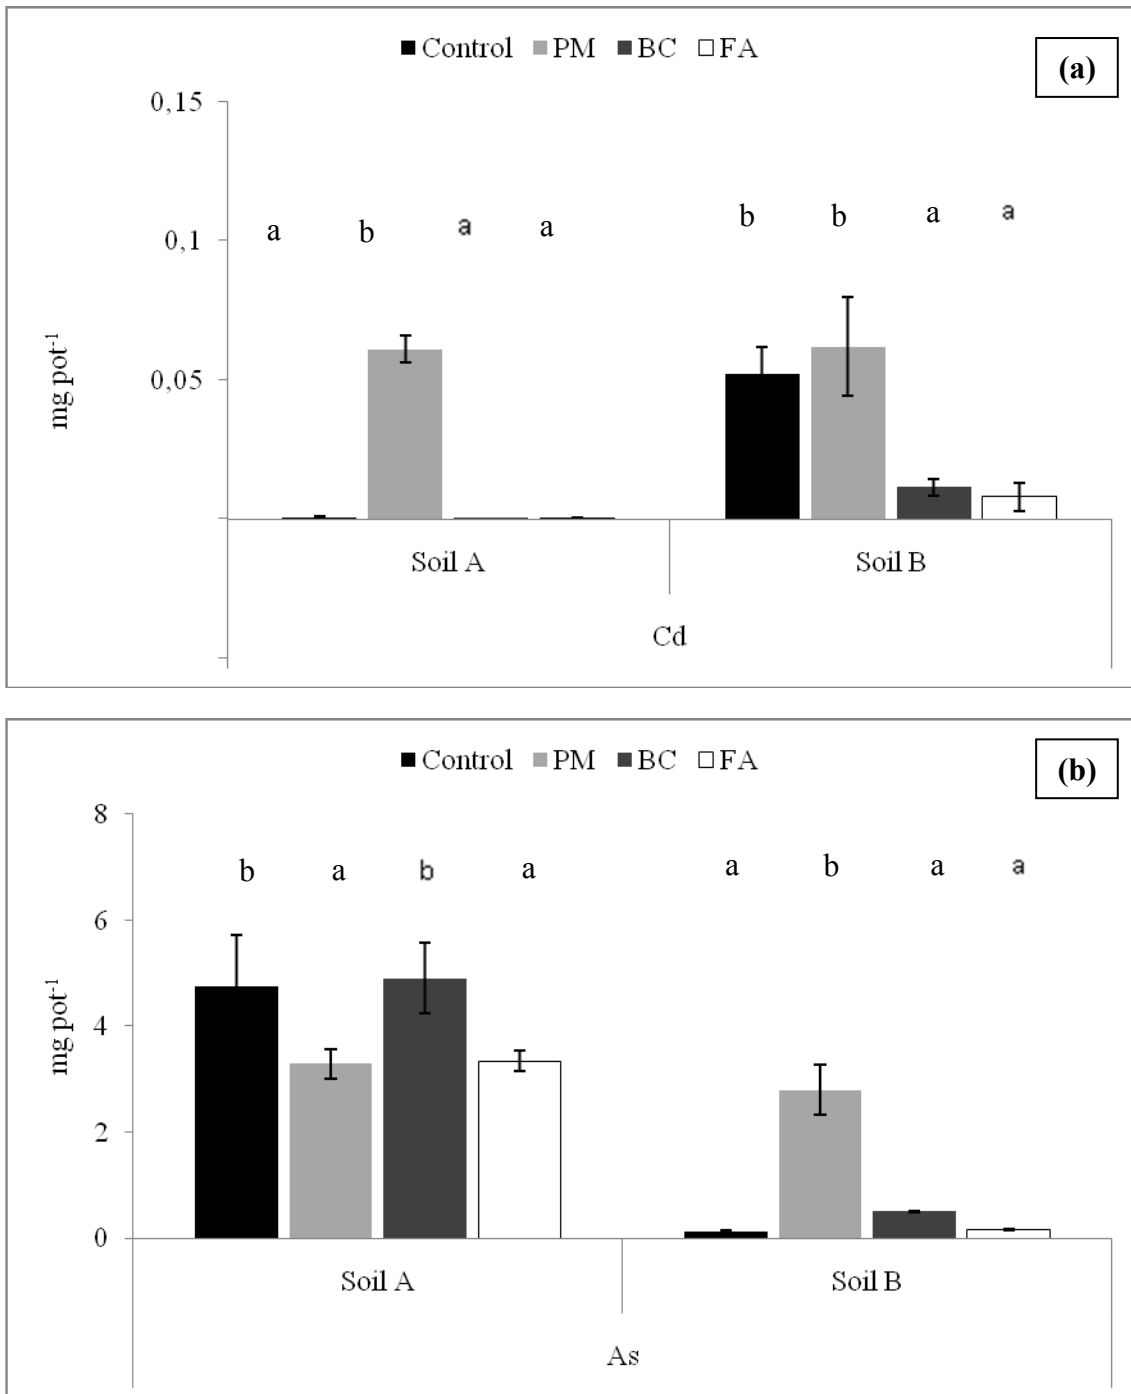 Control PM BC FA
(a)
0,15
a b a a b b a a
0,1
0,05
mg pot-1
Soil A Soil B
Cd
Control PM BC FA
(b)
8
b a b a a b a a
6
4
2
0
mg pot-1
Soil A Soil B
As